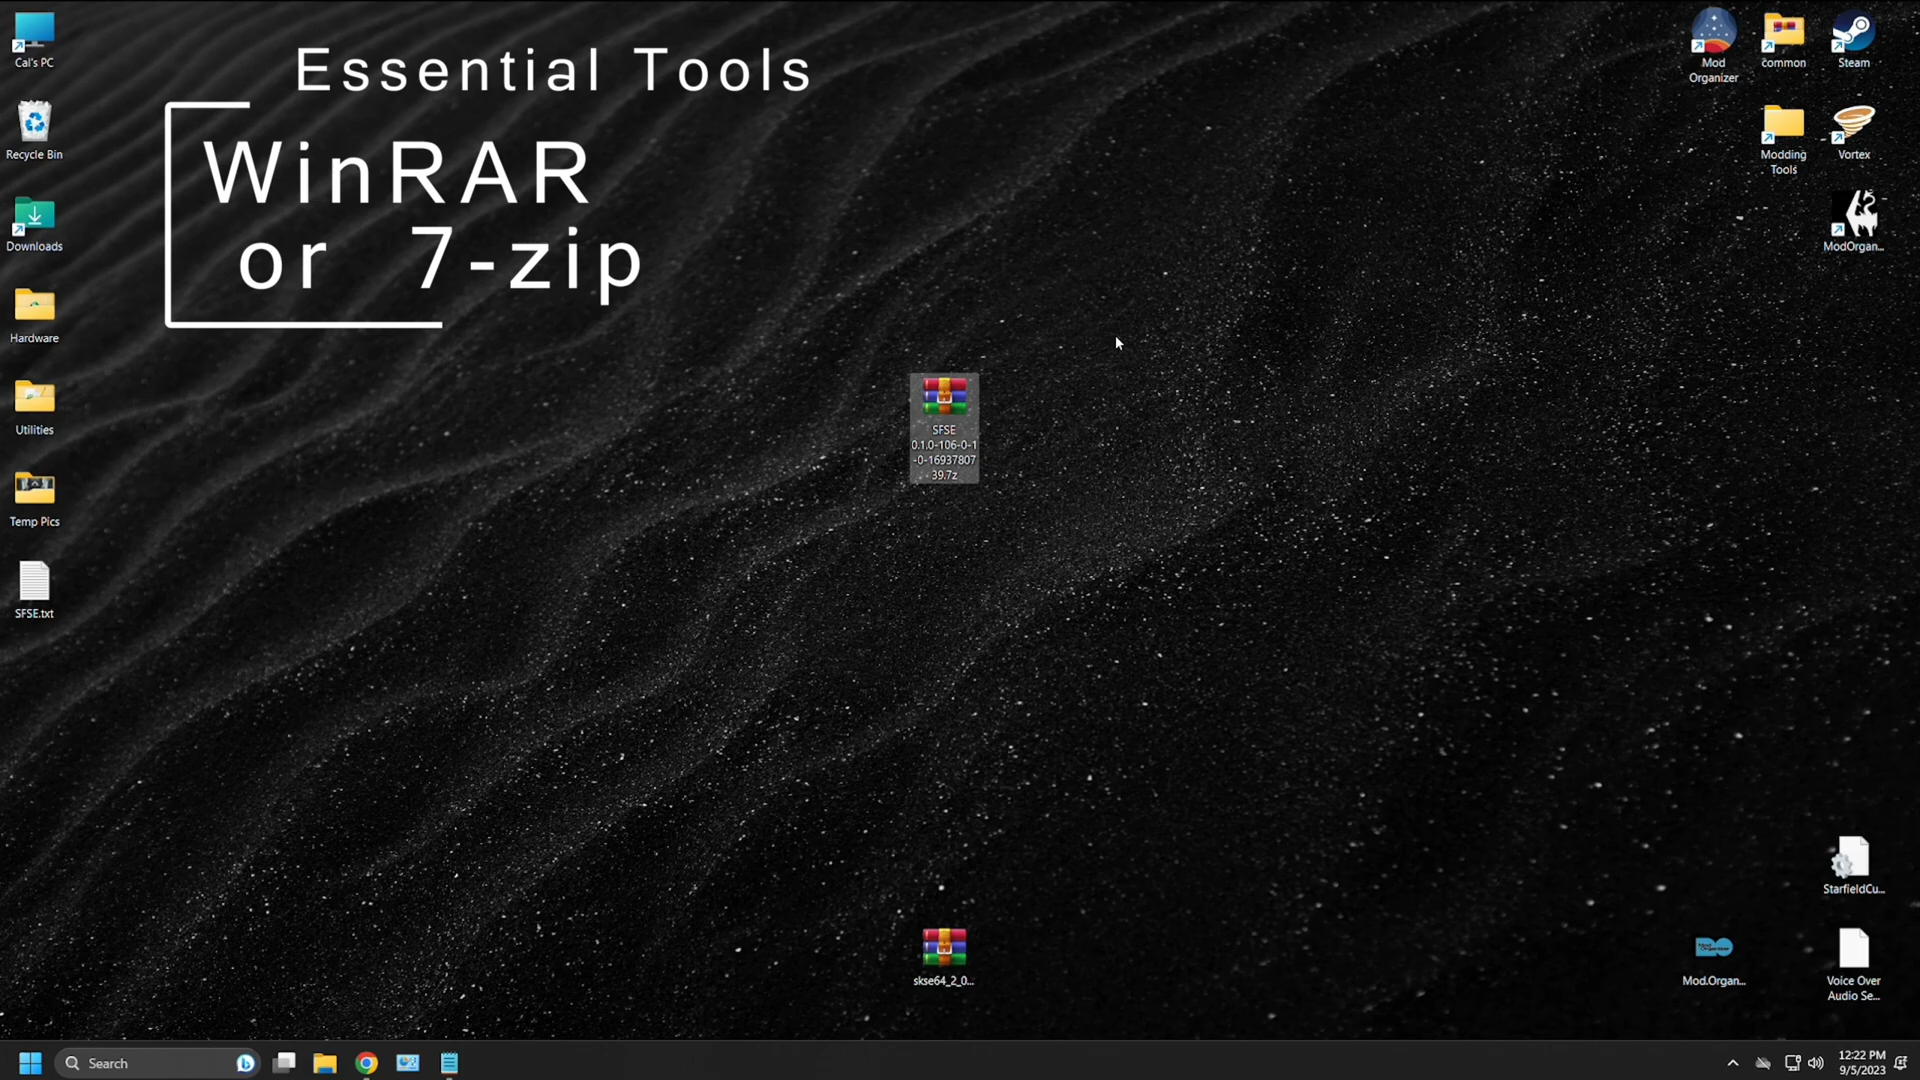 Essential Tools
WinRAR
or 7-zip
Cal's PC
Recycle Bin
Downloads
Hardware
Utilities
Temp Pics
SFSE.txt
SFSE
0.1.0-106-0-1
-0-16937807
39.7z
skse64_2_0...
Mod
Organizer
common
Steam
Modding
Tools
Vortex
ModOrgan...
StarfieldCu...
Mod.Organ...
Voice Over
Audio Se...
Search
12:22 PM
9/5/2023